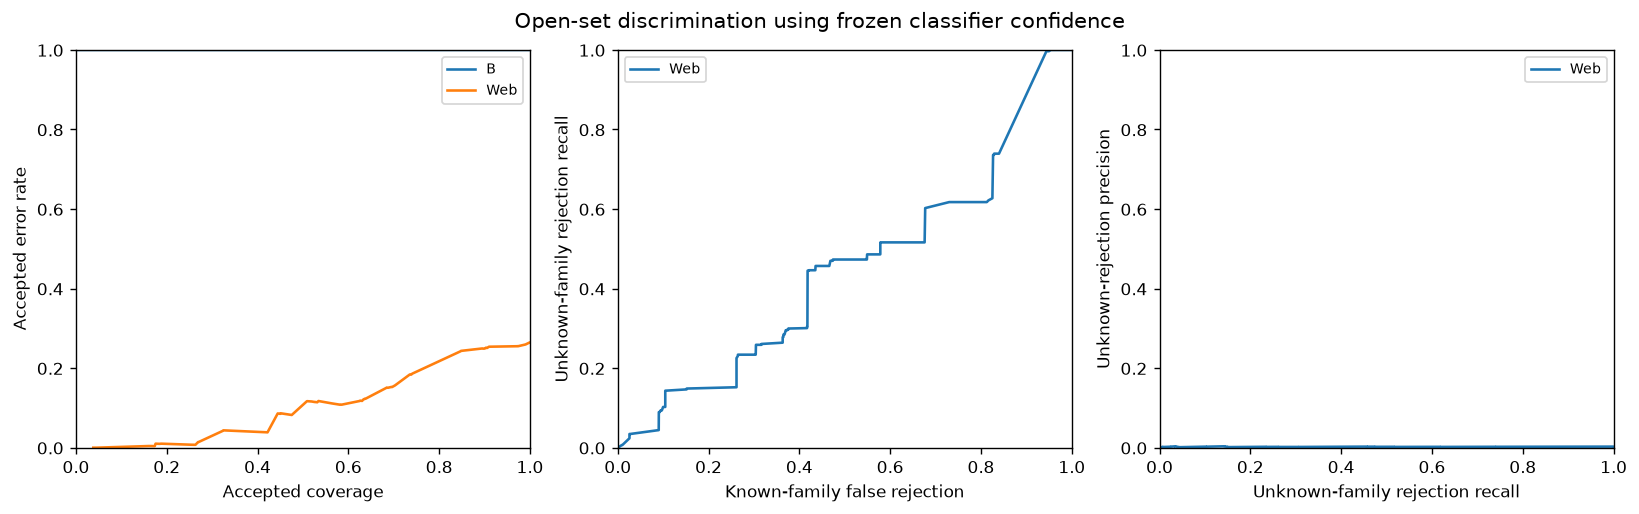 Open-set discrimination using frozen classifier confidence
Accepted error rate
1.0
0.8
0.6
0.4
0.2
0.0
B
Web
0.0 0.2 0.4 0.6 0.8 1.0
Accepted coverage
Unknown-family rejection recall
1.0
0.8
0.6
0.4
0.2
0.0
Web
0.0 0.2 0.4 0.6 0.8 1.0
Known-family false rejection
Unknown-rejection precision
1.0
0.8
0.6
0.4
0.2
0.0
Web
0.0 0.2 0.4 0.6 0.8 1.0
Unknown-family rejection recall